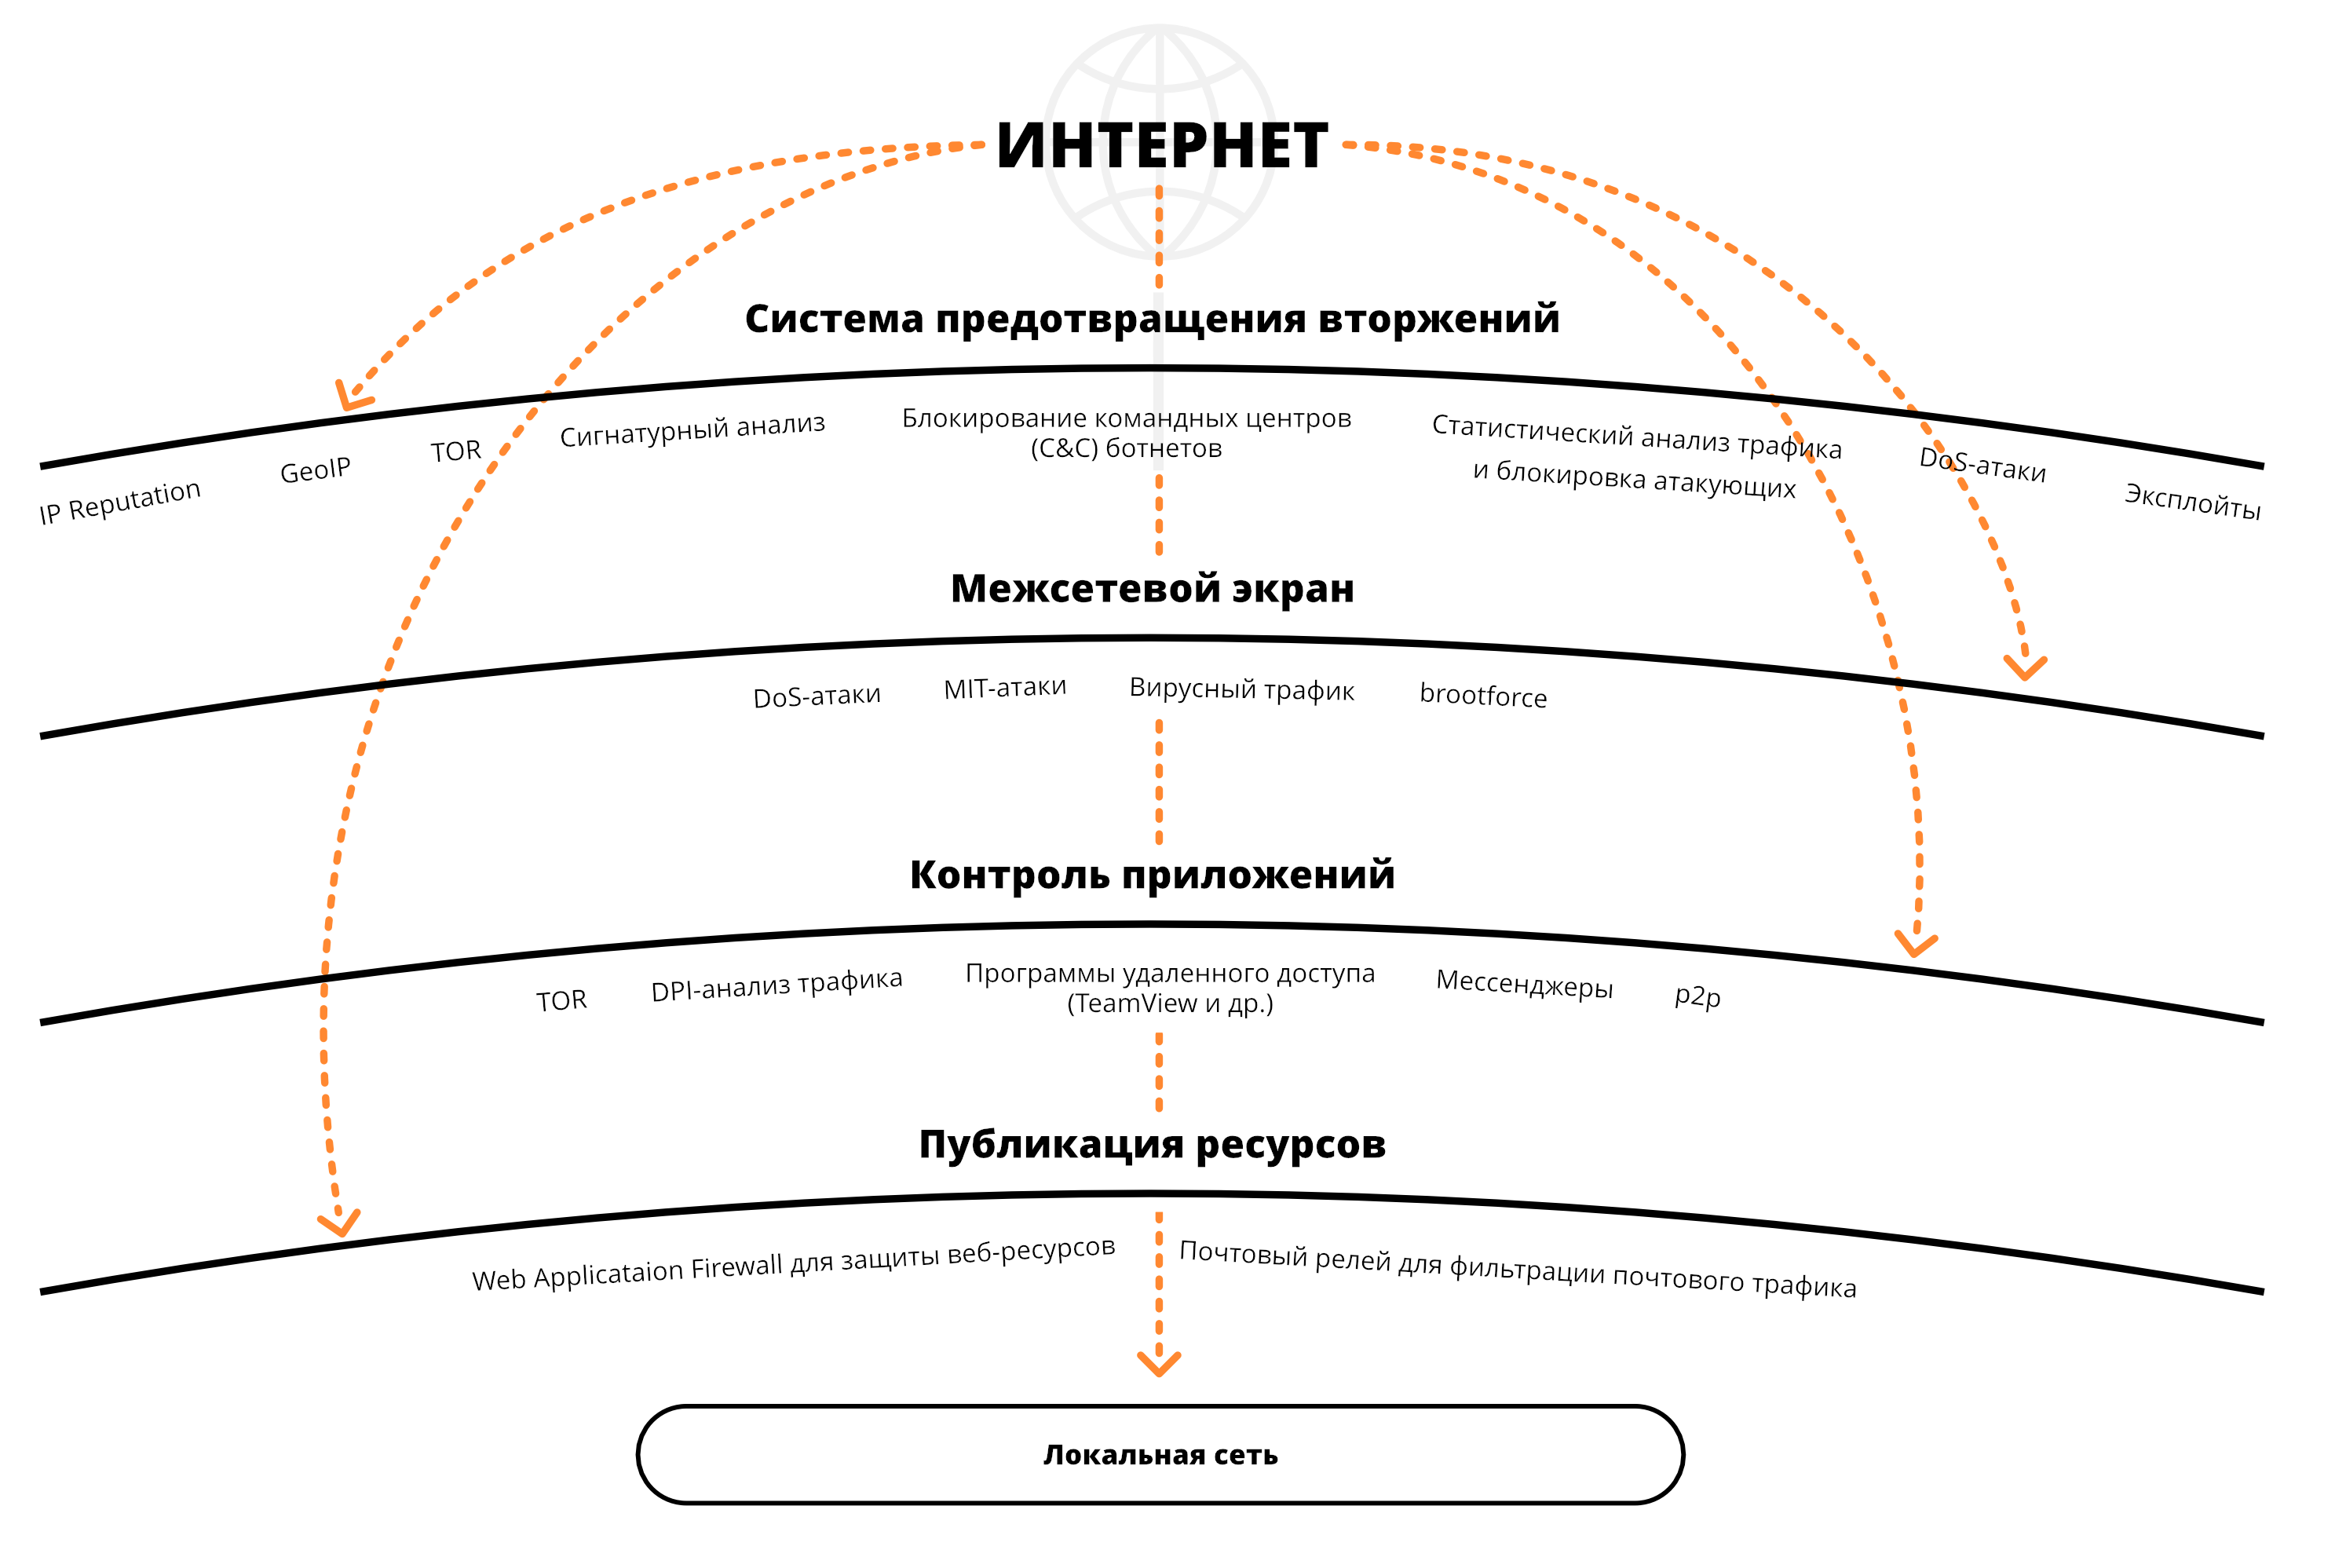 ИНТЕРНЕТ
Система предотвращения вторжений
IP Reputation
GeoIP
TOR
Сигнатурный анализ
Блокирование командных центров
(C&C) ботнетов
Статистический анализ трафика
и блокировка атакующих
DoS-атаки
Эксплойты
Межсетевой экран
DoS-атаки
MIT-атаки
Вирусный трафик
brootforce
Контроль приложений
TOR
DPI-анализ трафика
Программы удаленного доступа
(TeamView и др.)
Мессенджеры
p2p
Публикация ресурсов
Web Applicataion Firewall для защиты веб-ресурсов
Почтовый релей для фильтрации почтового трафика
Локальная сеть